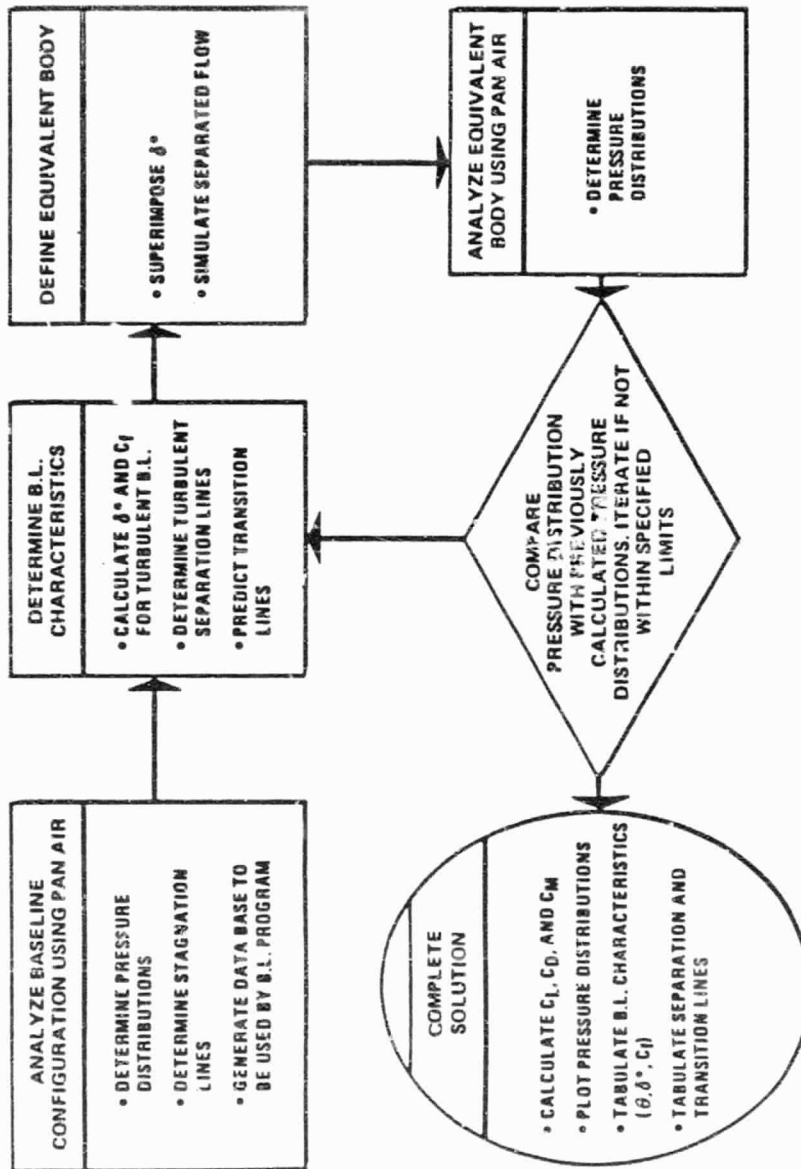 ANALYZE BASELINE
CONFIGURATION USING PAN AIR
• DETERMINE PRESSURE
DISTRIBUTIONS
• DETERMINE STAGNATION
LINES
• GENERATE DATA BASE TO
BE USED BY B.L. PROGRAM
DETERMINE B.L.
CHARACTERISTICS
• CALCULATE δ* AND Cf
FOR TURBULENT B.L.
• DETERMINE TURBULENT
SEPARATION LINES
• PREDICT TRANSITION
LINES
DEFINE EQUIVALENT BODY
• SUPERIMPOSE δ*
• SIMULATE SEPARATED FLOW
ANALYZE EQUIVALENT
BODY USING PAN AIR
• DETERMINE
PRESSURE
DISTRIBUTIONS
COMPARE
PRESSURE DISTRIBUTION
WITH PREVIOUSLY
CALCULATED PRESSURE
DISTRIBUTIONS. ITERATE IF NOT
WITHIN SPECIFIED
LIMITS
COMPLETE
SOLUTION
• CALCULATE CL, CD, AND CM
• PLOT PRESSURE DISTRIBUTIONS
• TABULATE B.L. CHARACTERISTICS
(θ, δ*, Cf)
• TABULATE SEPARATION AND
TRANSITION LINES